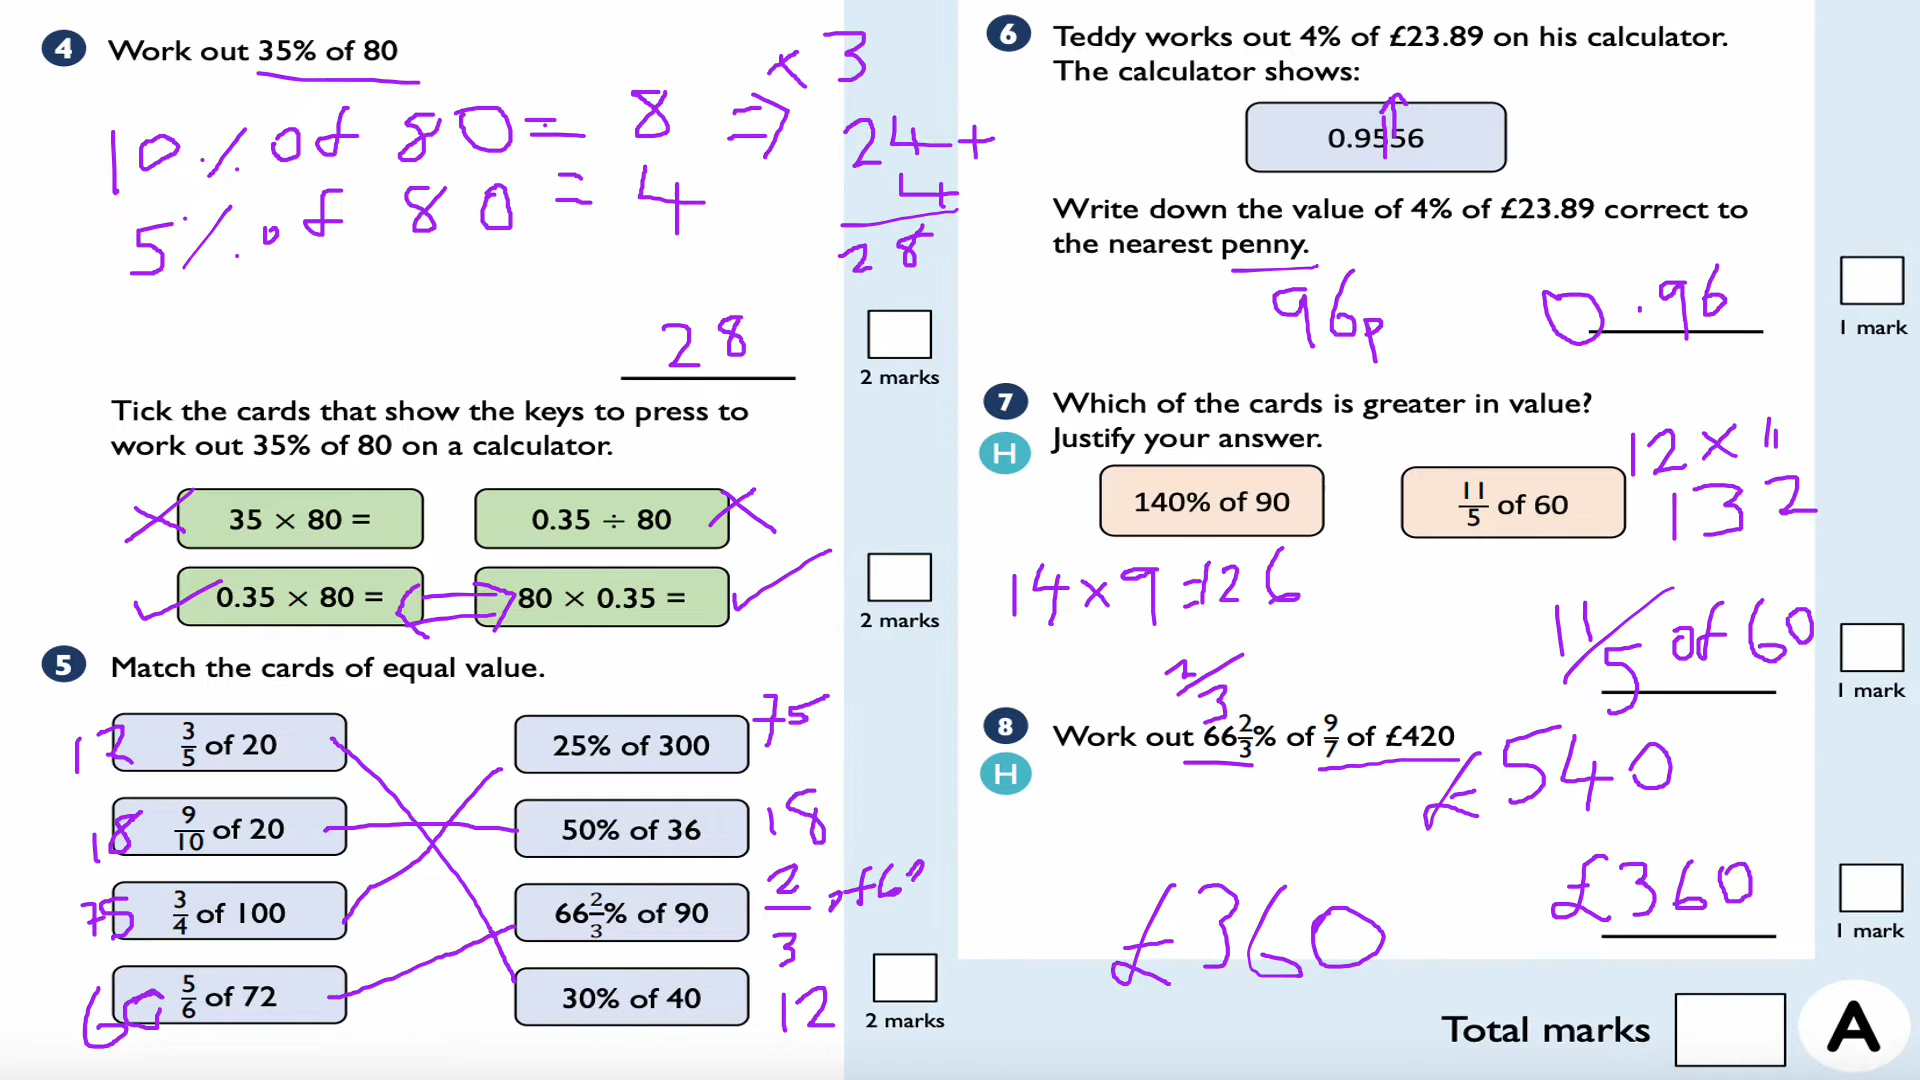 4 Work out 35% of 80
10% of 80 = 8 ⇒ × 3
24 +
5% of 80 = 4
4
28
28
2 marks
Tick the cards that show the keys to press to
work out 35% of 80 on a calculator.
35 × 80 =
0.35 ÷ 80
0.35 × 80 =
80 × 0.35 =
2 marks
5 Match the cards of equal value.
12 3/5 of 20
25% of 300 75
18 9/10 of 20
50% of 36 18
75 3/4 of 100
66 2/3% of 90 2/3 of 60
60 5/6 of 72
30% of 40 12
2 marks
6 Teddy works out 4% of £23.89 on his calculator.
The calculator shows:
0.9556
Write down the value of 4% of £23.89 correct to
the nearest penny.
96p
0.96
1 mark
7 Which of the cards is greater in value?
H Justify your answer.
140% of 90
11/5 of 60
12 × 11
132
14 × 9 = 126
11/5 of 60
1 mark
2/3
8 Work out 66 2/3% of 9/7 of £420
H
£540
£360
£360
1 mark
Total marks
A